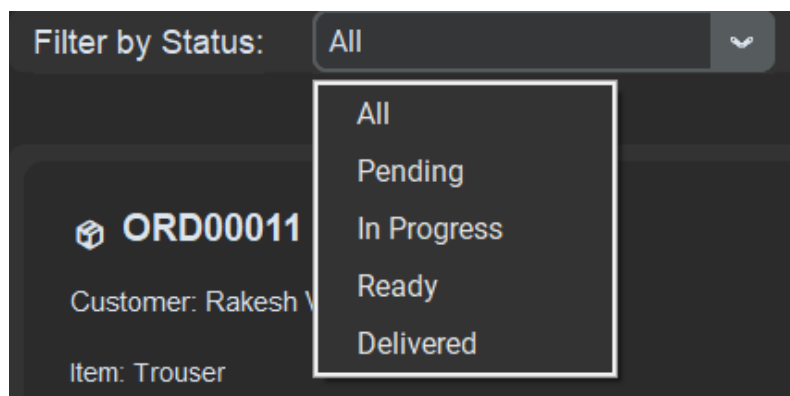 Filter by Status: All
All
Pending
ORD00011
In Progress
Customer: Rakesh
Ready
Delivered
Item: Trouser